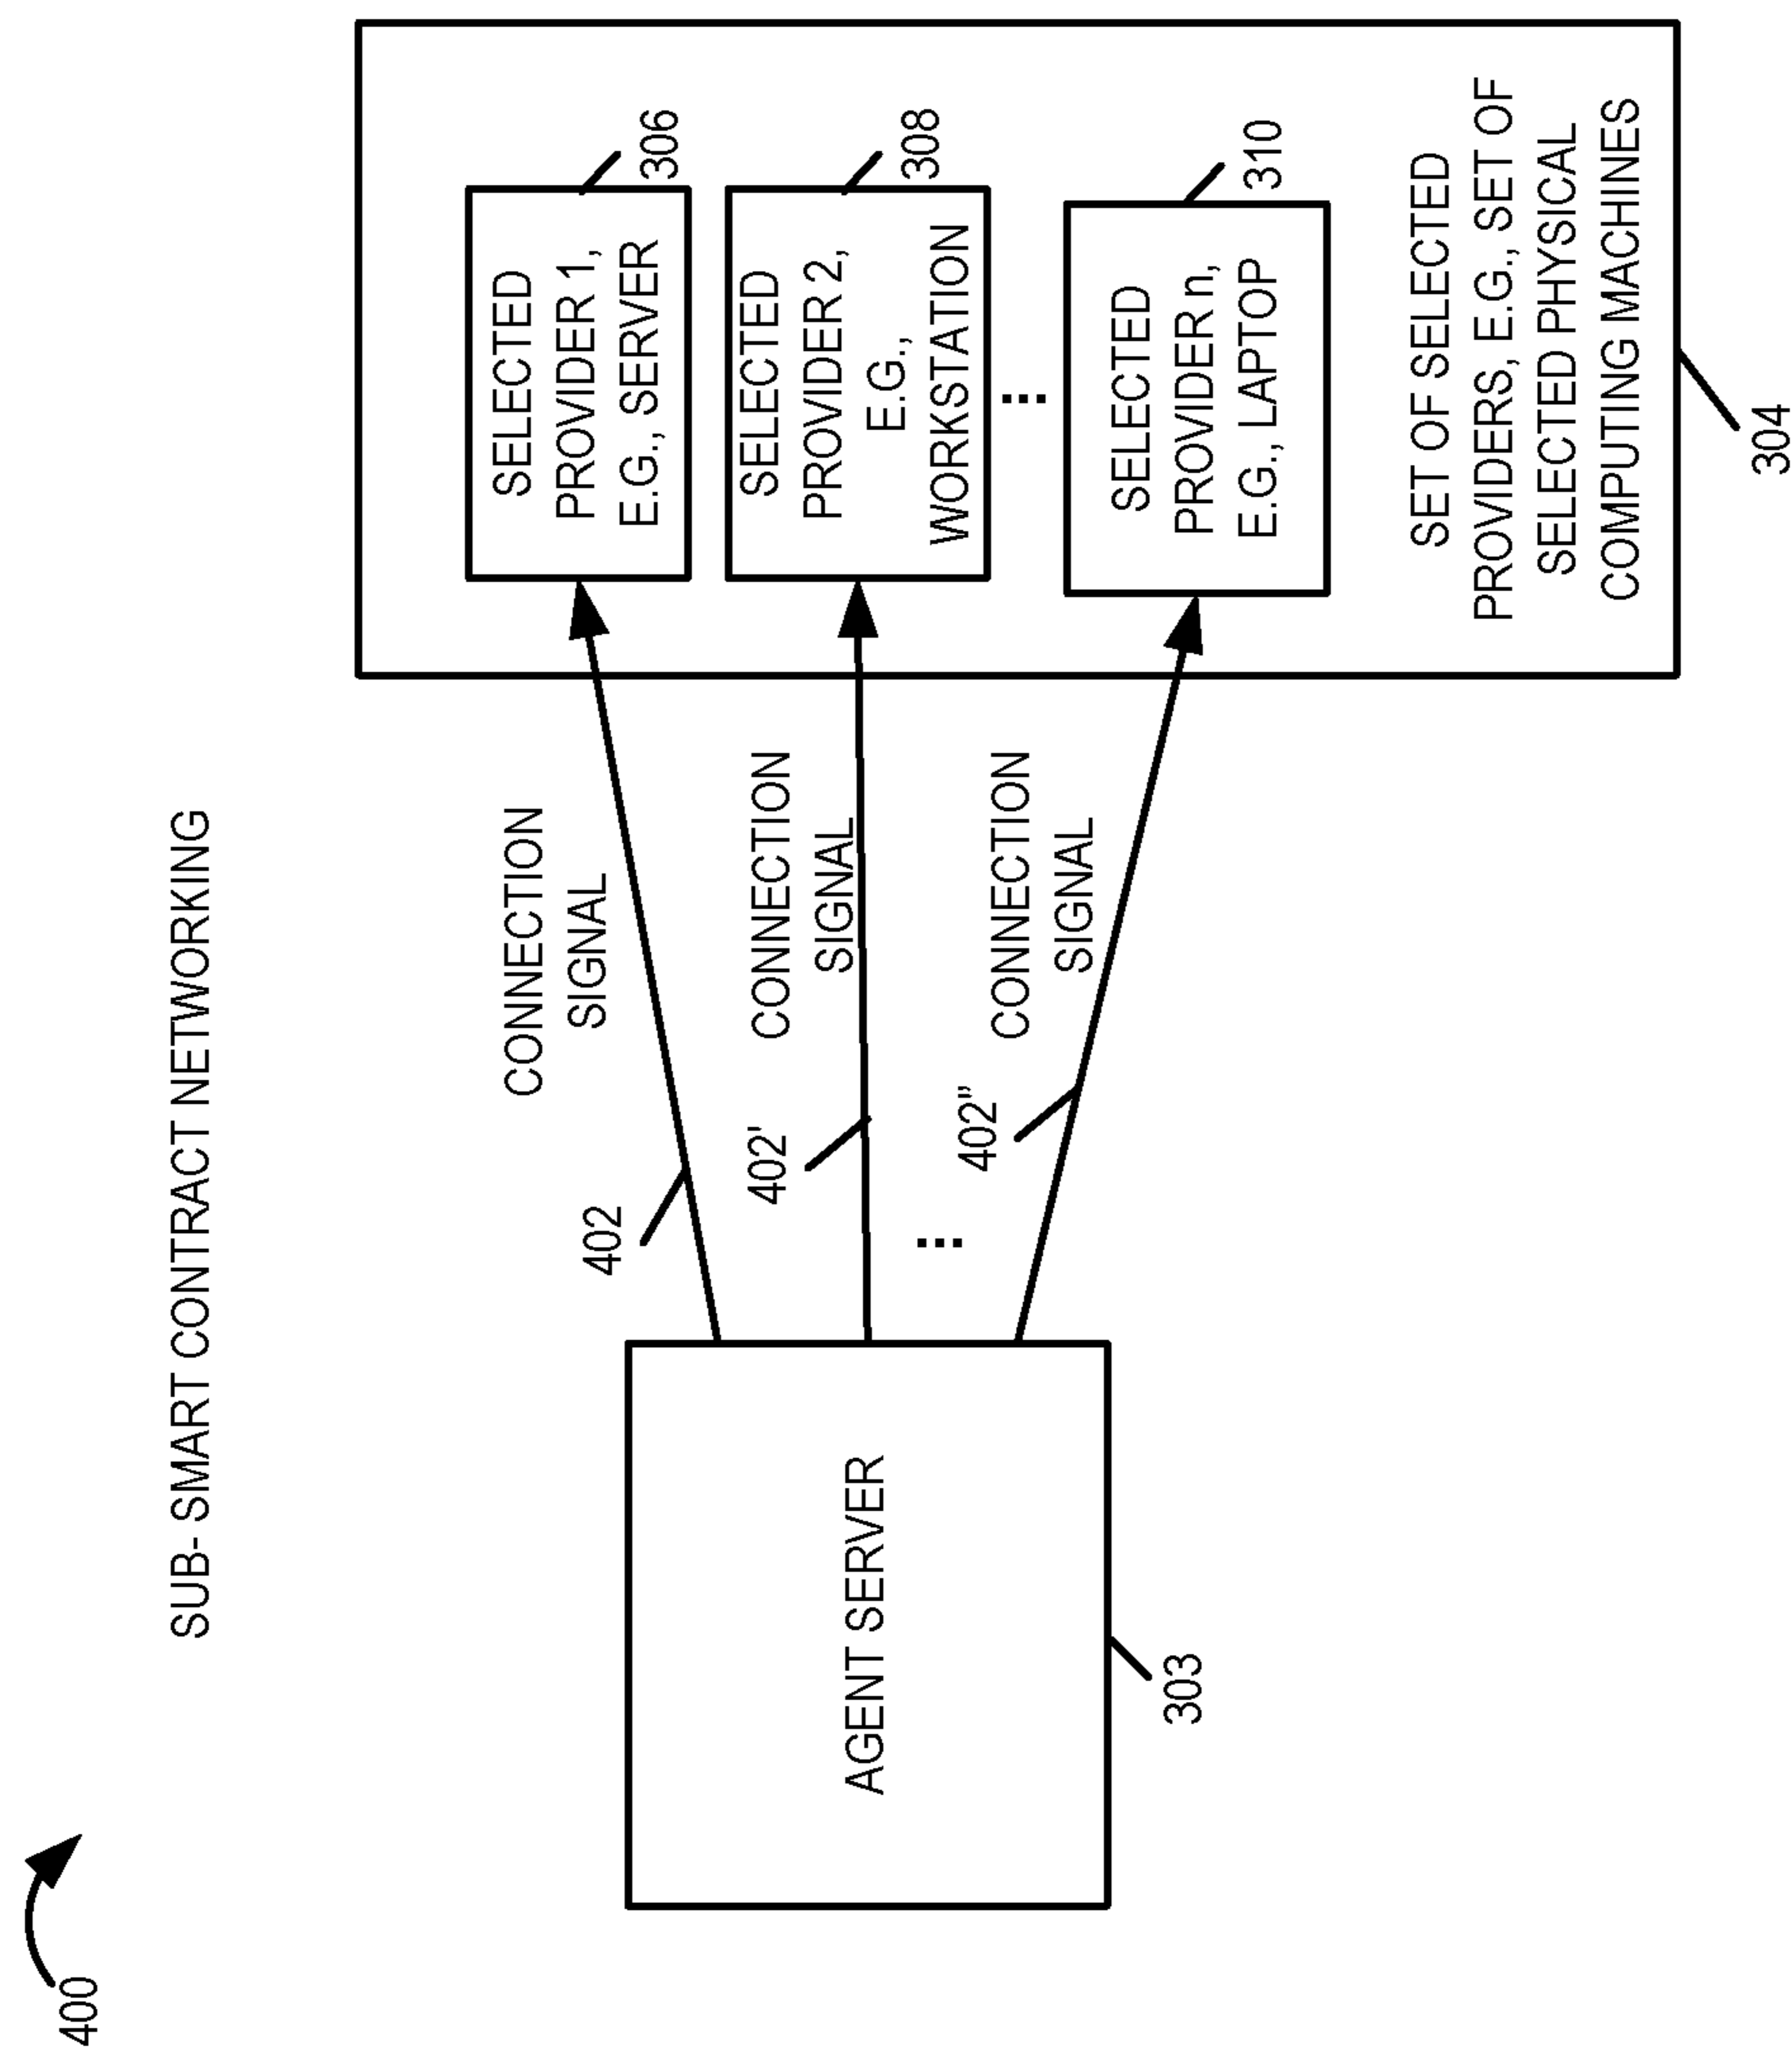 400
SUB- SMART CONTRACT NETWORKING
AGENT SERVER
303
402
CONNECTION
SIGNAL
402'
CONNECTION
SIGNAL
402"
CONNECTION
SIGNAL
...
SELECTED
PROVIDER 1,
E.G., SERVER
306
SELECTED
PROVIDER 2,
E.G.,
WORKSTATION
308
...
SELECTED
PROVIDER n,
E.G., LAPTOP
310
SET OF SELECTED
PROVIDERS, E.G., SET OF
SELECTED PHYSICAL
COMPUTING MACHINES
304